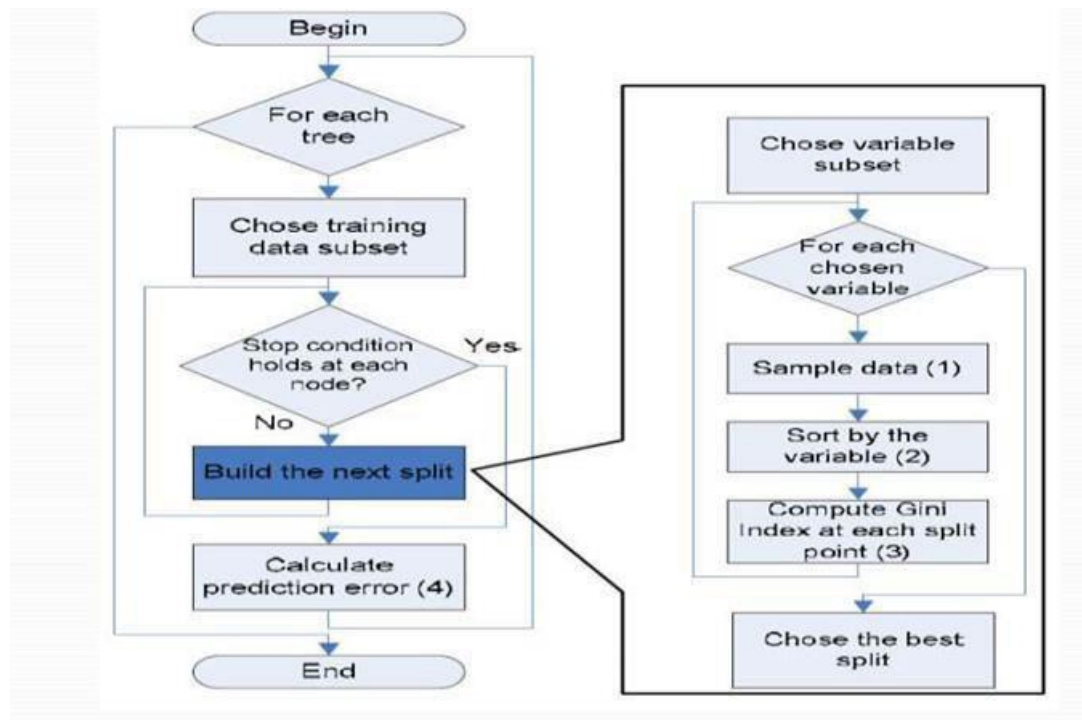 Begin
For each
tree
Chose training
data subset
Stop condition
holds at each
node?
Yes
No
Build the next split
Calculate
prediction error (4)
End
Chose variable
subset
For each
chosen
variable
Sample data (1)
Sort by the
variable (2)
Compute Gini
Index at each split
point (3)
Chose the best
split